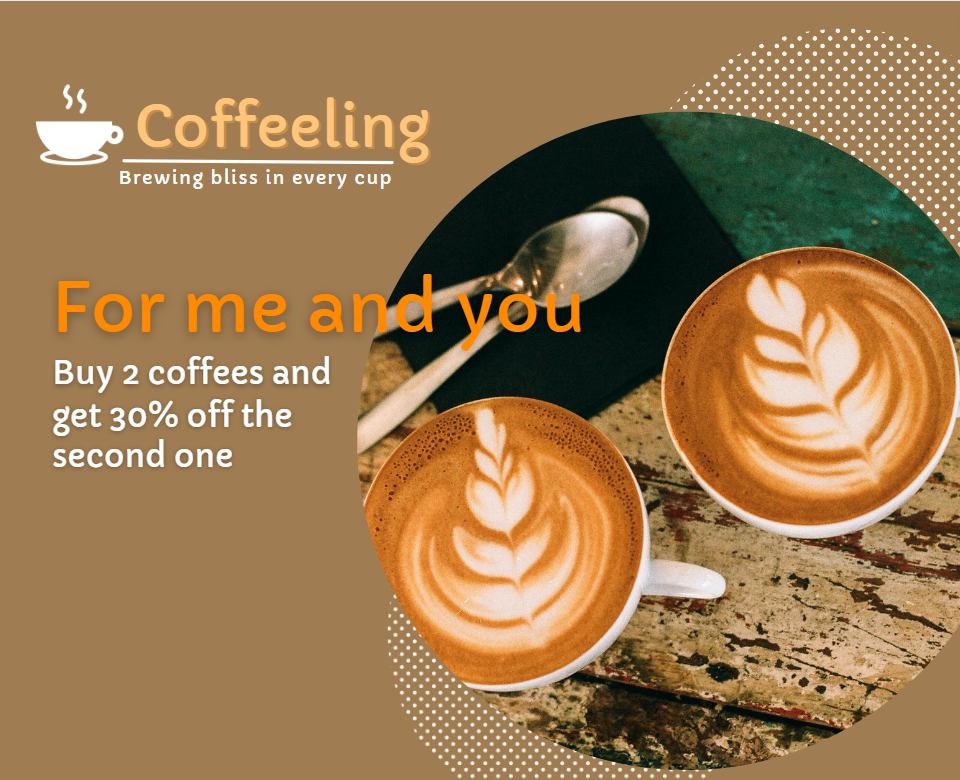 Coffeeling
Brewing bliss in every cup
For me and you
Buy 2 coffees and
get 30% off the
second one